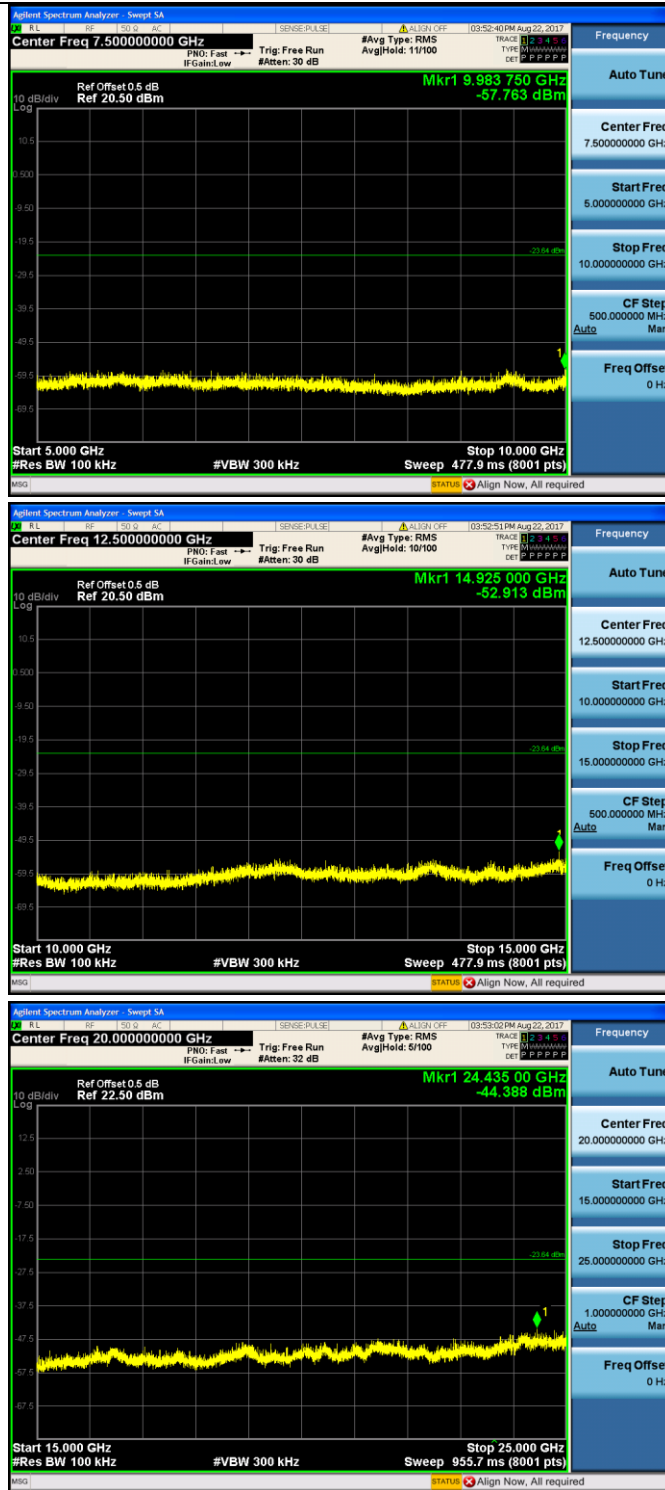 Agilent Spectrum Analyzer - Swept SA
RL RF 50 Ω AC SENSE:PULSE ALIGN OFF 03:52:40 PM Aug 22, 2017
Center Freq 7.500000000 GHz #Avg Type: RMS TRACE 1 2 3 4 5 6
PNO: Fast Trig: Free Run Avg|Hold: 11/100 TYPE M
IFGain:Low #Atten: 30 dB DET P P P P P P
Mkr1 9.983 750 GHz
-57.763 dBm
Ref Offset 0.5 dB
10 dB/div Ref 20.50 dBm
Log
10.5
0.500
-9.50
-19.5
-23.64 dBm
-29.5
-39.5
-49.5
1
-59.5
-69.5
Start 5.000 GHz Stop 10.000 GHz
#Res BW 100 kHz #VBW 300 kHz Sweep 477.9 ms (8001 pts)
MSG STATUS Align Now, All required
Frequency
Auto Tune
Center Freq
7.500000000 GHz
Start Freq
5.000000000 GHz
Stop Freq
10.000000000 GHz
CF Step
500.000000 MHz
Auto Man
Freq Offset
0 Hz
Agilent Spectrum Analyzer - Swept SA
RL RF 50 Ω AC SENSE:PULSE ALIGN OFF 03:52:51 PM Aug 22, 2017
Center Freq 12.500000000 GHz #Avg Type: RMS TRACE 1 2 3 4 5 6
PNO: Fast Trig: Free Run Avg|Hold: 10/100 TYPE M
IFGain:Low #Atten: 30 dB DET P P P P P P
Mkr1 14.925 000 GHz
-52.913 dBm
Ref Offset 0.5 dB
10 dB/div Ref 20.50 dBm
Log
10.5
0.500
-9.50
-19.5
-23.64 dBm
-29.5
-39.5
-49.5
1
-59.5
-69.5
Start 10.000 GHz Stop 15.000 GHz
#Res BW 100 kHz #VBW 300 kHz Sweep 477.9 ms (8001 pts)
MSG STATUS Align Now, All required
Frequency
Auto Tune
Center Freq
12.500000000 GHz
Start Freq
10.000000000 GHz
Stop Freq
15.000000000 GHz
CF Step
500.000000 MHz
Auto Man
Freq Offset
0 Hz
Agilent Spectrum Analyzer - Swept SA
RL RF 50 Ω AC SENSE:PULSE ALIGN OFF 03:53:02 PM Aug 22, 2017
Center Freq 20.000000000 GHz #Avg Type: RMS TRACE 1 2 3 4 5 6
PNO: Fast Trig: Free Run Avg|Hold: 5/100 TYPE M
IFGain:Low #Atten: 32 dB DET P P P P P P
Mkr1 24.435 00 GHz
-44.388 dBm
Ref Offset 0.5 dB
10 dB/div Ref 22.50 dBm
Log
12.5
2.50
-7.50
-17.5
-23.64 dBm
-27.5
-37.5
1
-47.5
-57.5
-67.5
Start 15.000 GHz Stop 25.000 GHz
#Res BW 100 kHz #VBW 300 kHz Sweep 955.7 ms (8001 pts)
MSG STATUS Align Now, All required
Frequency
Auto Tune
Center Freq
20.000000000 GHz
Start Freq
15.000000000 GHz
Stop Freq
25.000000000 GHz
CF Step
1.000000000 GHz
Auto Man
Freq Offset
0 Hz